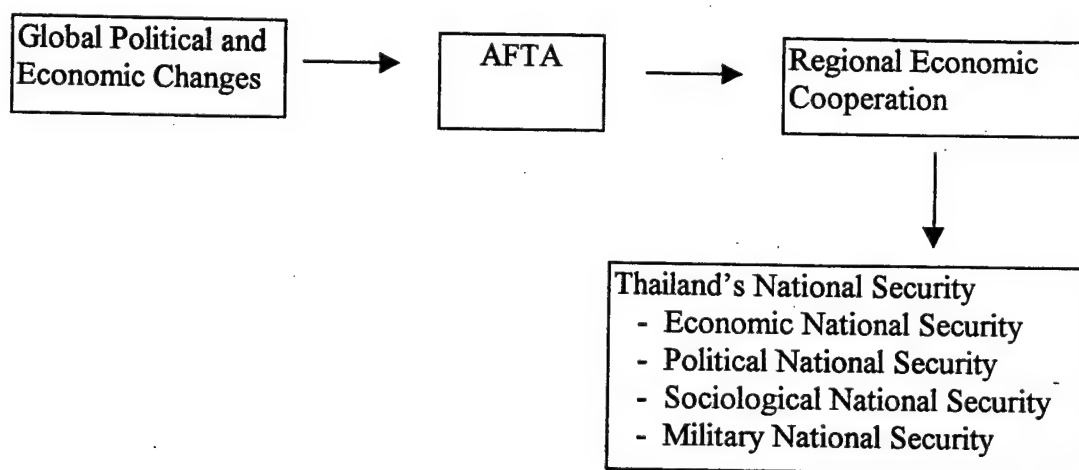 Global Political and
Economic Changes
AFTA
Regional Economic
Cooperation
Thailand's National Security
- Economic National Security
- Political National Security
- Sociological National Security
- Military National Security